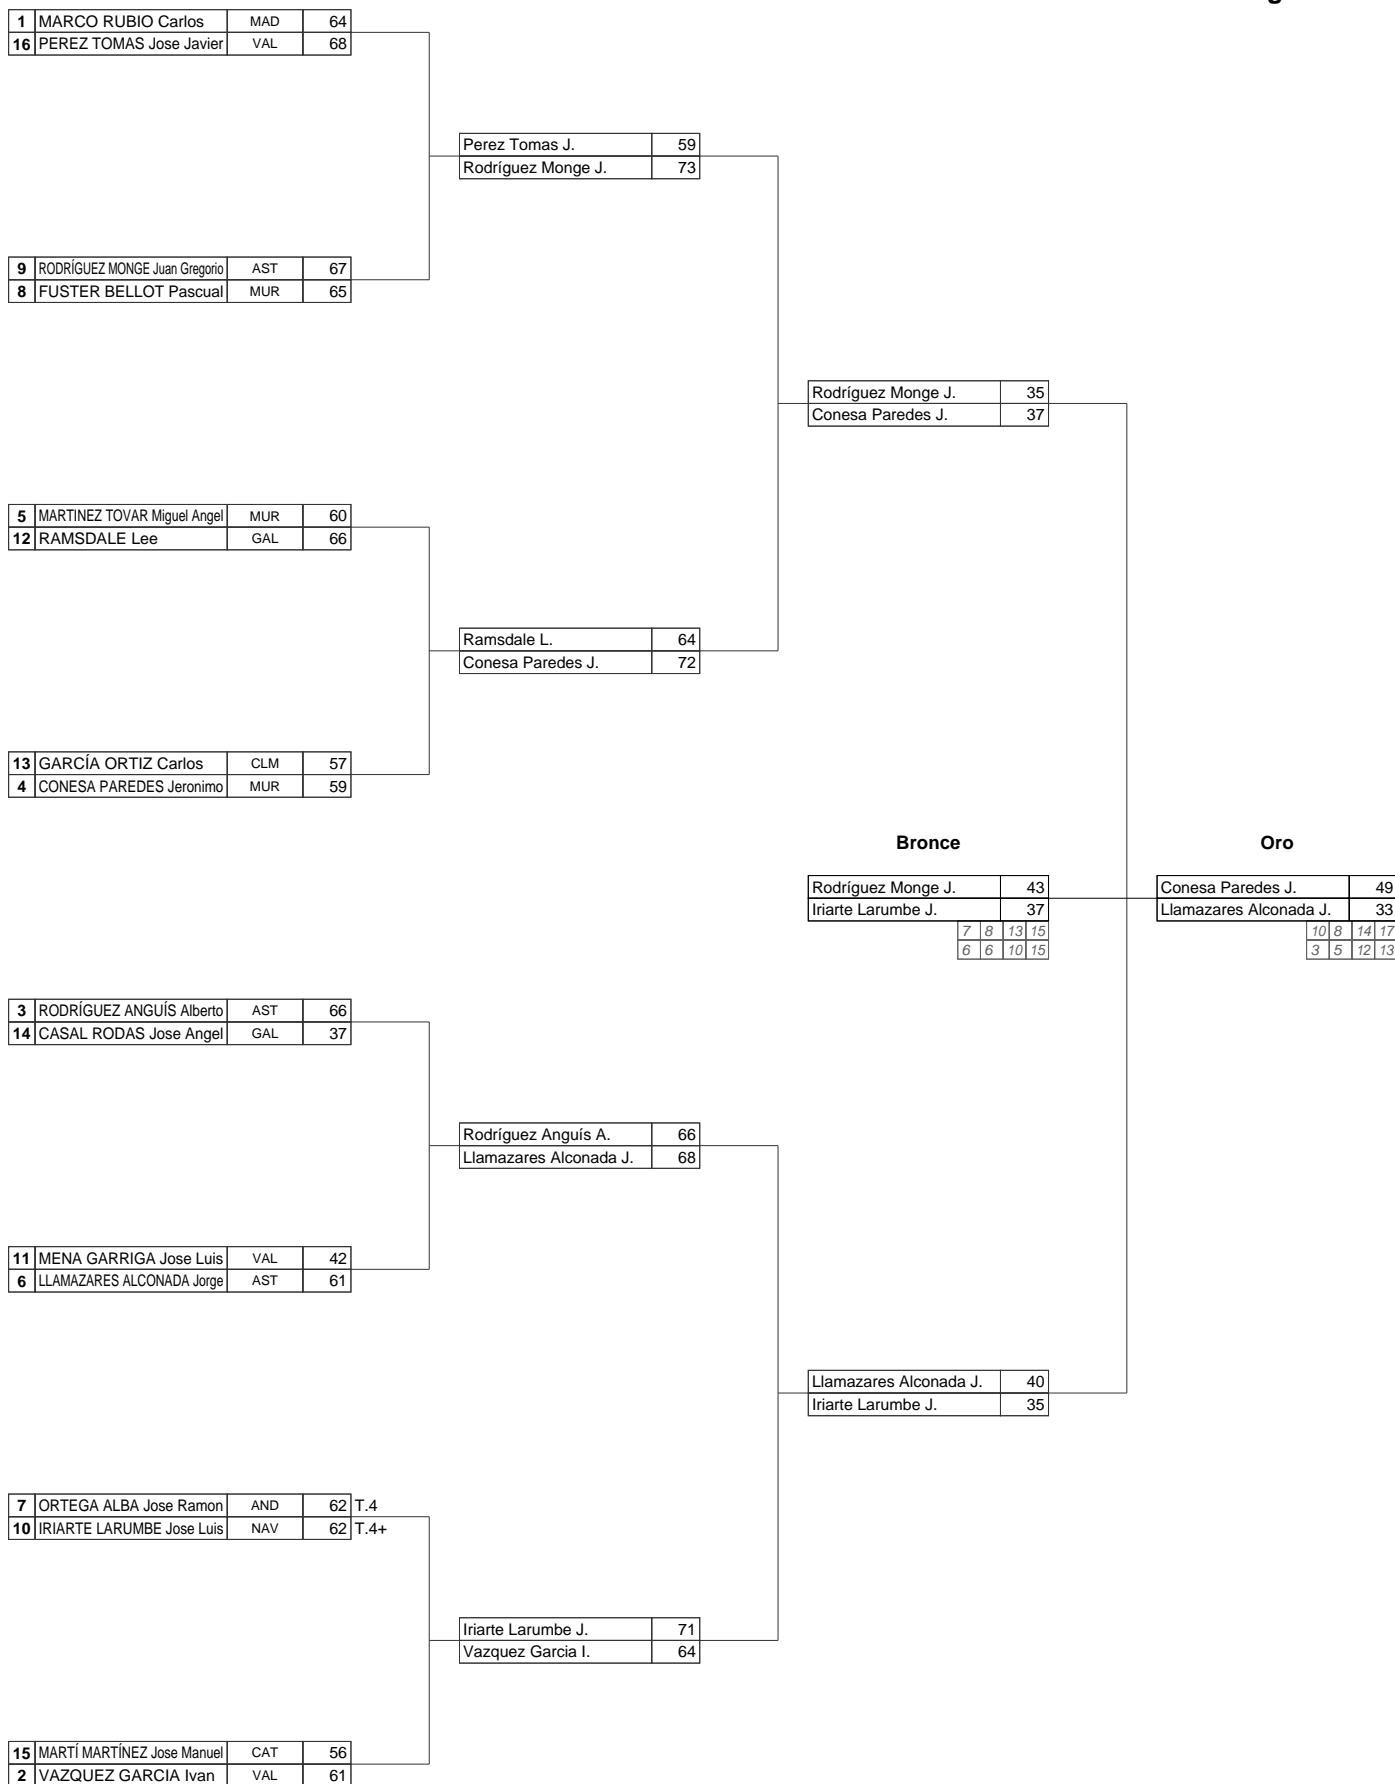 1 MARCO RUBIO Carlos MAD 64
16 PEREZ TOMAS Jose Javier VAL 68
Perez Tomas J. 59
Rodríguez Monge J. 73
9 RODRÍGUEZ MONGE Juan Gregorio AST 67
8 FUSTER BELLOT Pascual MUR 65
Rodríguez Monge J. 35
Conesa Paredes J. 37
5 MARTINEZ TOVAR Miguel Angel MUR 60
12 RAMSDALE Lee GAL 66
Ramsdale L. 64
Conesa Paredes J. 72
13 GARCÍA ORTIZ Carlos CLM 57
4 CONESA PAREDES Jeronimo MUR 59
Bronce Oro
Rodríguez Monge J. 43 Conesa Paredes J. 49
Iriarte Larumbe J. 37 Llamazares Alconada J. 33
7 8 13 15 10 8 14 17
6 6 10 15 3 5 12 13
3 RODRÍGUEZ ANGUÍS Alberto AST 66
14 CASAL RODAS Jose Angel GAL 37
Rodríguez Anguís A. 66
Llamazares Alconada J. 68
11 MENA GARRIGA Jose Luis VAL 42
6 LLAMAZARES ALCONADA Jorge AST 61
Llamazares Alconada J. 40
Iriarte Larumbe J. 35
7 ORTEGA ALBA Jose Ramon AND 62 T.4
10 IRIARTE LARUMBE Jose Luis NAV 62 T.4+
Iriarte Larumbe J. 71
Vazquez Garcia I. 64
15 MARTÍ MARTÍNEZ Jose Manuel CAT 56
2 VAZQUEZ GARCIA Ivan VAL 61